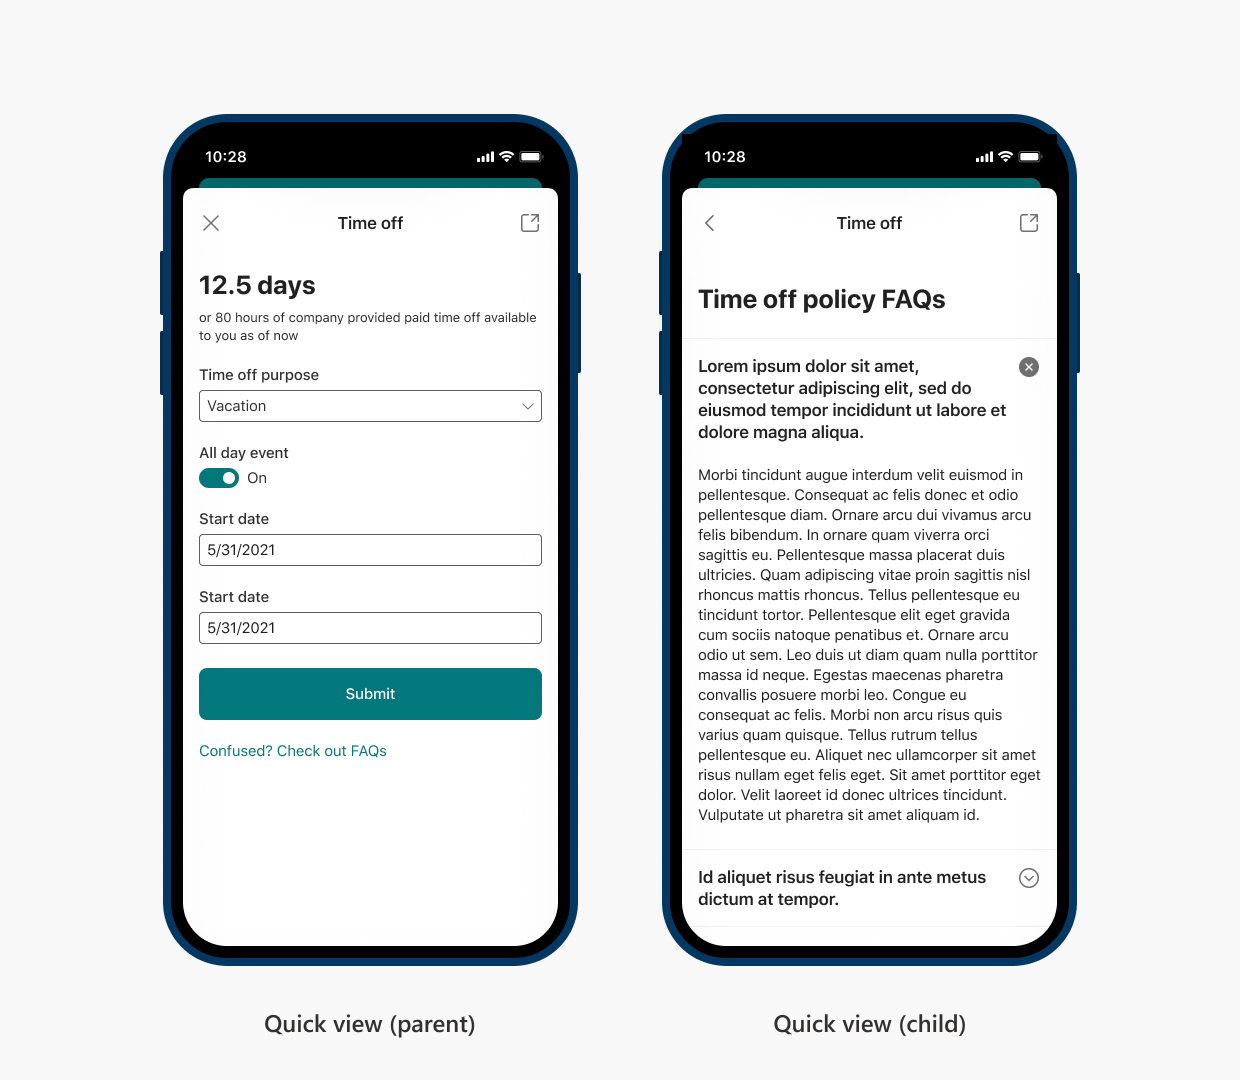 10:28
Time off
12.5 days
or 80 hours of company provided paid time off available
to you as of now
Time off purpose
Vacation
All day event
On
Start date
5/31/2021
Start date
5/31/2021
Submit
Confused? Check out FAQs
Quick view (parent)
10:28
Time off
Time off policy FAQs
Lorem ipsum dolor sit amet,
consectetur adipiscing elit, sed do
eiusmod tempor incididunt ut labore et
dolore magna aliqua.
Morbi tincidunt augue interdum velit euismod in
pellentesque. Consequat ac felis donec et odio
pellentesque diam. Ornare arcu dui vivamus arcu
felis bibendum. In ornare quam viverra orci
sagittis eu. Pellentesque massa placerat duis
ultricies. Quam adipiscing vitae proin sagittis nisl
rhoncus mattis rhoncus. Tellus pellentesque eu
tincidunt tortor. Pellentesque elit eget gravida
cum sociis natoque penatibus et. Ornare arcu
odio ut sem. Leo duis ut diam quam nulla porttitor
massa id neque. Egestas maecenas pharetra
convallis posuere morbi leo. Congue eu
consequat ac felis. Morbi non arcu risus quis
varius quam quisque. Tellus rutrum tellus
pellentesque eu. Aliquet nec ullamcorper sit amet
risus nullam eget felis eget. Sit amet porttitor eget
dolor. Velit laoreet id donec ultrices tincidunt.
Vulputate ut pharetra sit amet aliquam id.
Id aliquet risus feugiat in ante metus
dictum at tempor.
Quick view (child)